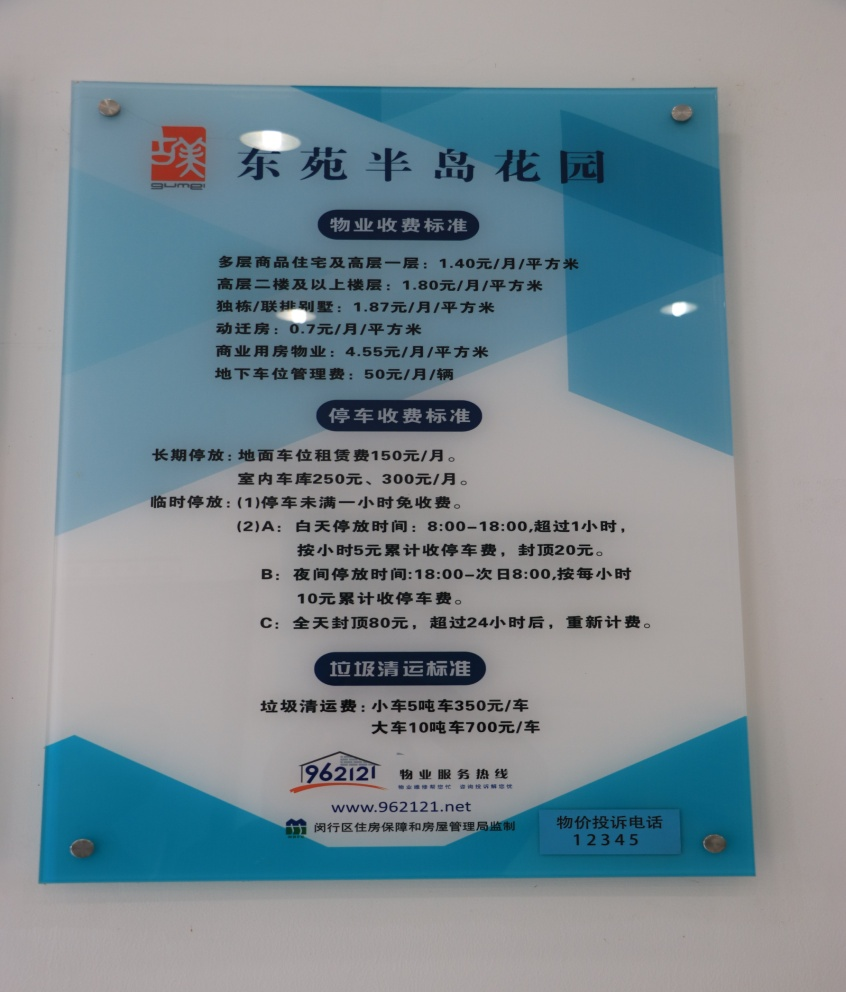 古美
gumei
东苑半岛花园
物业收费标准
多层商品住宅及高层一层：1.40元/月/平方米
高层二楼及以上楼层：1.80元/月/平方米
独栋/联排别墅：1.87元/月/平方米
动迁房：0.7元/月/平方米
商业用房物业：4.55元/月/平方米
地下车位管理费：50元/月/辆
停车收费标准
长期停放：地面车位租赁费150元/月。
室内车库250元、300元/月。
临时停放：(1)停车未满一小时免收费。
(2)A：白天停放时间：8:00-18:00,超过1小时，
按小时5元累计收停车费，封顶20元。
B：夜间停放时间:18:00-次日8:00,按每小时
10元累计收停车费。
C：全天封顶80元，超过24小时后，重新计费。
垃圾清运标准
垃圾清运费：小车5吨车350元/车
大车10吨车700元/车
962121 物业服务热线
www.962121.net
闵行区住房保障和房屋管理局监制
物价投诉电话
12345